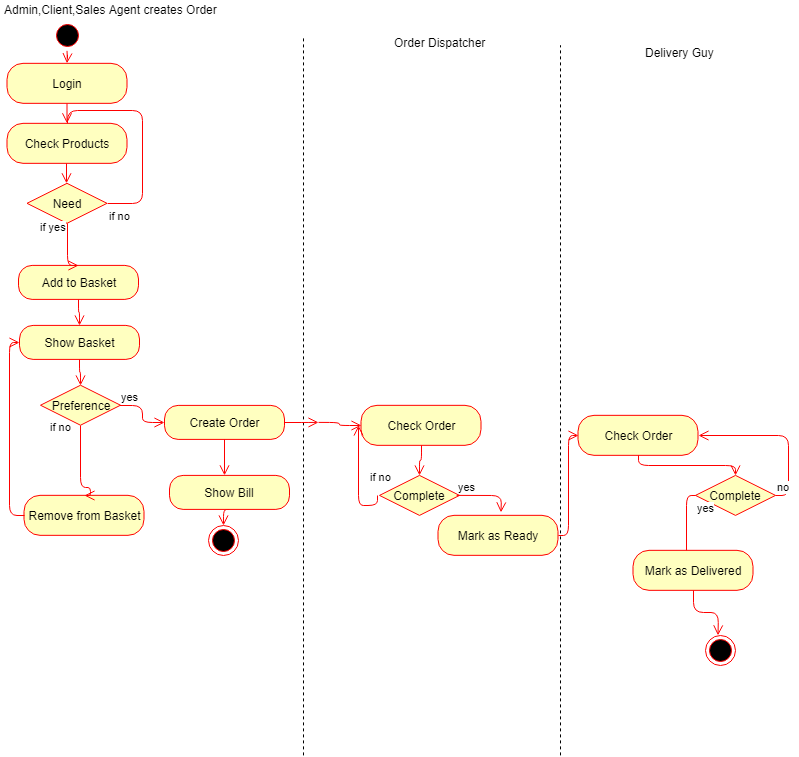 Admin,Client,Sales Agent creates Order
Order Dispatcher
Delivery Guy
Login
Check Products
Need
if no
if yes
Add to Basket
Show Basket
Preference
yes
if no
Create Order
Show Bill
Remove from Basket
Check Order
if no
Complete
yes
Mark as Ready
Check Order
Complete
no
yes
Mark as Delivered